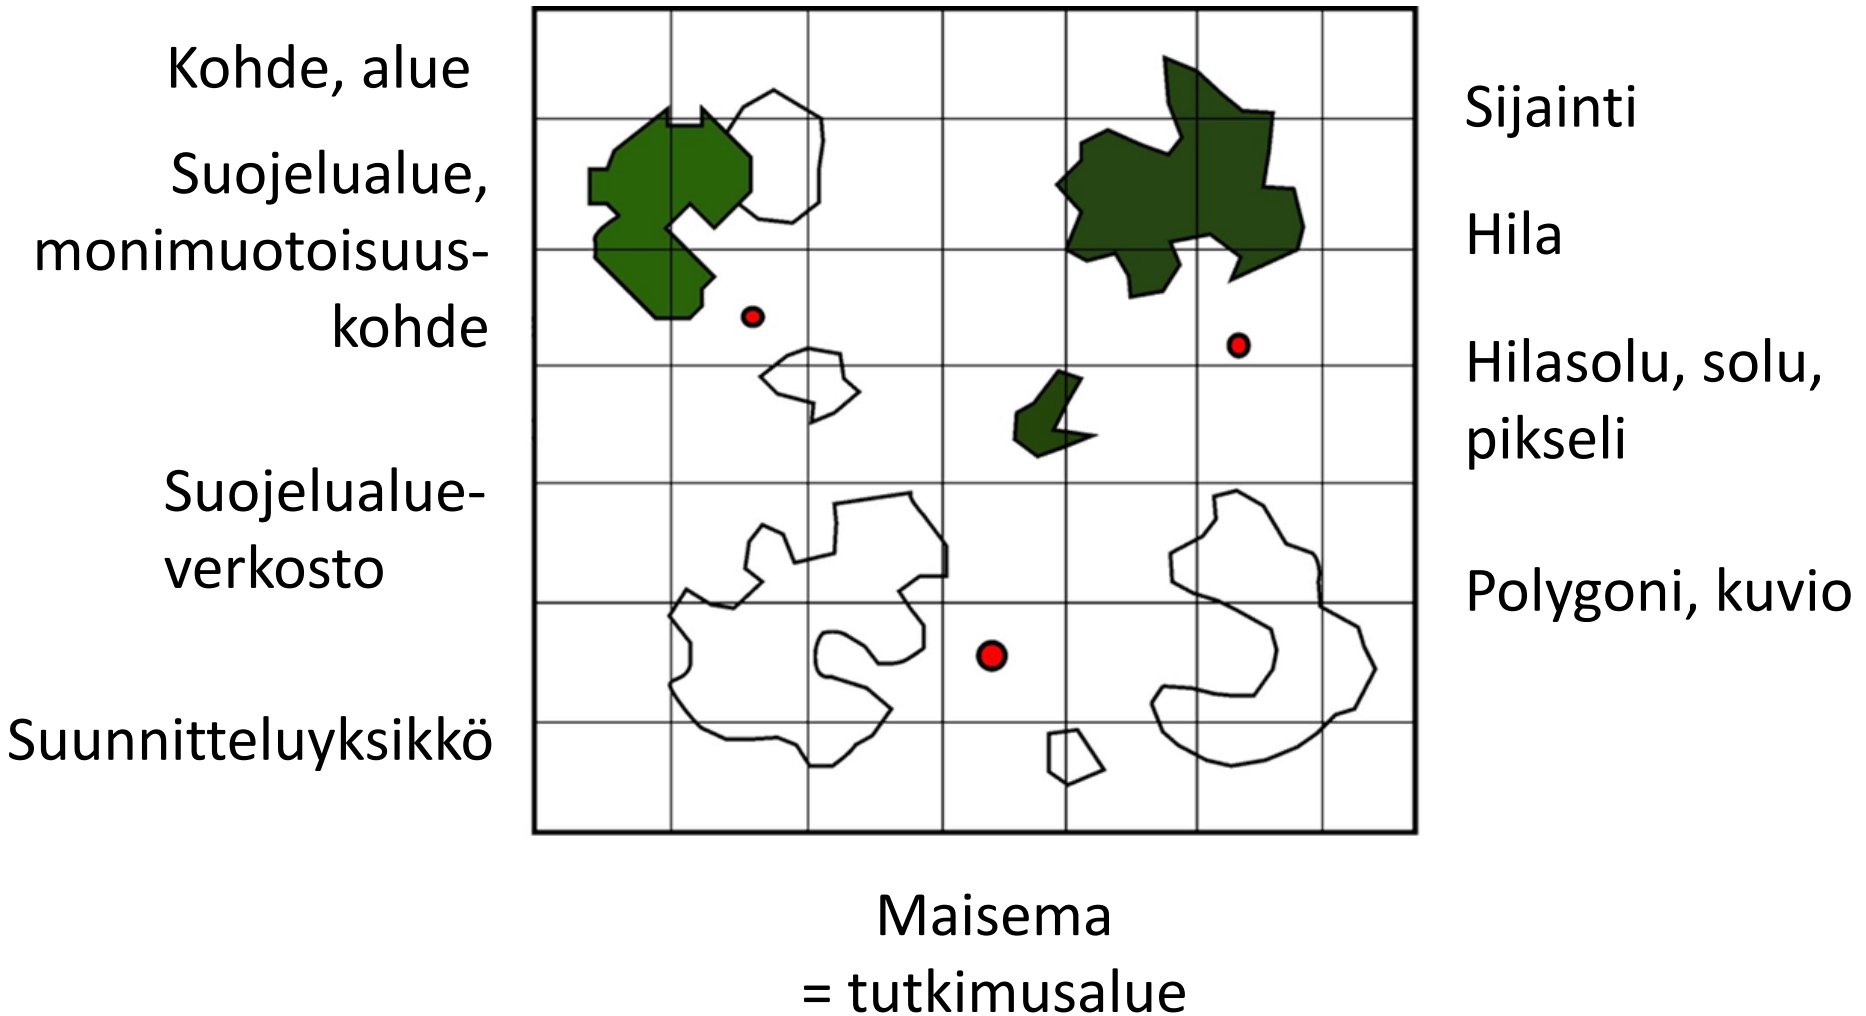 Kohde, alue
Suojelualue,
monimuotoisuus-
kohde
Suojelualue-
verkosto
Suunnitteluyksikkö
Sijainti
Hila
Hilasolu, solu,
pikseli
Polygoni, kuvio
Maisema
= tutkimusalue